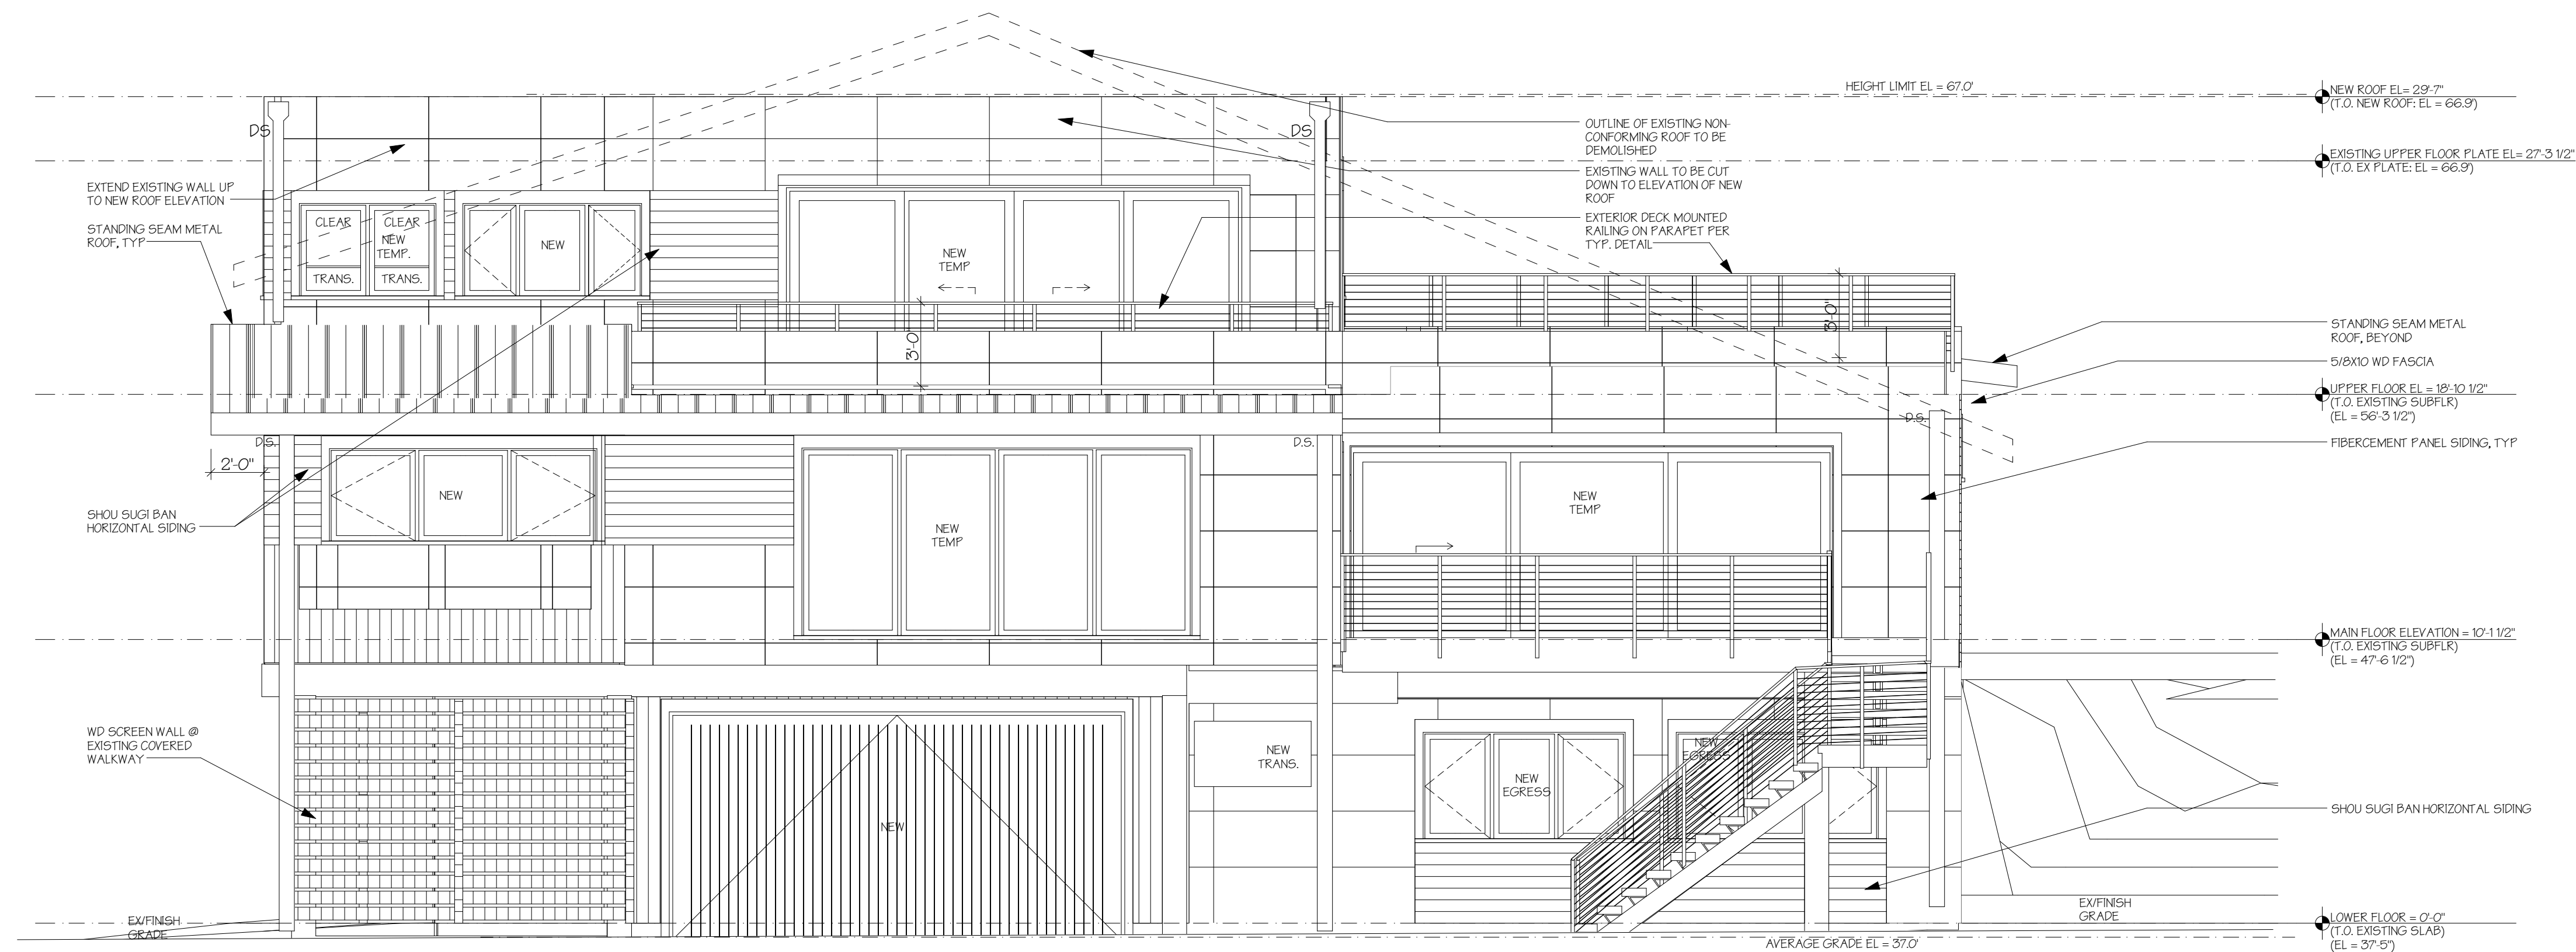 HEIGHT LIMIT EL = 67.0'
NEW ROOF EL= 29'-7"
(T.O. NEW ROOF: EL = 66.9')
DS
DS
OUTLINE OF EXISTING NON-
CONFORMING ROOF TO BE
DEMOLISHED
EXISTING UPPER FLOOR PLATE EL= 27'-3 1/2"
(T.O. EX PLATE: EL = 66.9')
EXISTING WALL TO BE CUT
DOWN TO ELEVATION OF NEW
ROOF
EXTEND EXISTING WALL UP
TO NEW ROOF ELEVATION
EXTERIOR DECK MOUNTED
RAILING ON PARAPET PER
TYP. DETAIL
STANDING SEAM METAL
ROOF, TYP
CLEAR
CLEAR
NEW
TEMP.
TRANS.
TRANS.
NEW
NEW
TEMP
3'-0"
3'-0"
STANDING SEAM METAL
ROOF, BEYOND
5/8X10 WD FASCIA
UPPER FLOOR EL = 18'-10 1/2"
(T.O. EXISTING SUBFLR)
(EL = 56'-3 1/2")
D.S.
D.S.
D.S.
FIBERCEMENT PANEL SIDING, TYP
2'-0"
NEW
NEW
TEMP
NEW
TEMP
SHOU SUGI BAN
HORIZONTAL SIDING
MAIN FLOOR ELEVATION = 10'-1 1/2"
(T.O. EXISTING SUBFLR)
(EL = 47'-6 1/2")
WD SCREEN WALL @
EXISTING COVERED
WALKWAY
NEW
TRANS.
NEW
EGRESS
NEW
EGRESS
NEW
SHOU SUGI BAN HORIZONTAL SIDING
EX/FINISH
GRADE
EX/FINISH
GRADE
LOWER FLOOR = 0'-0"
(T.O. EXISTING SLAB)
(EL = 37'-5")
AVERAGE GRADE EL = 37.0'